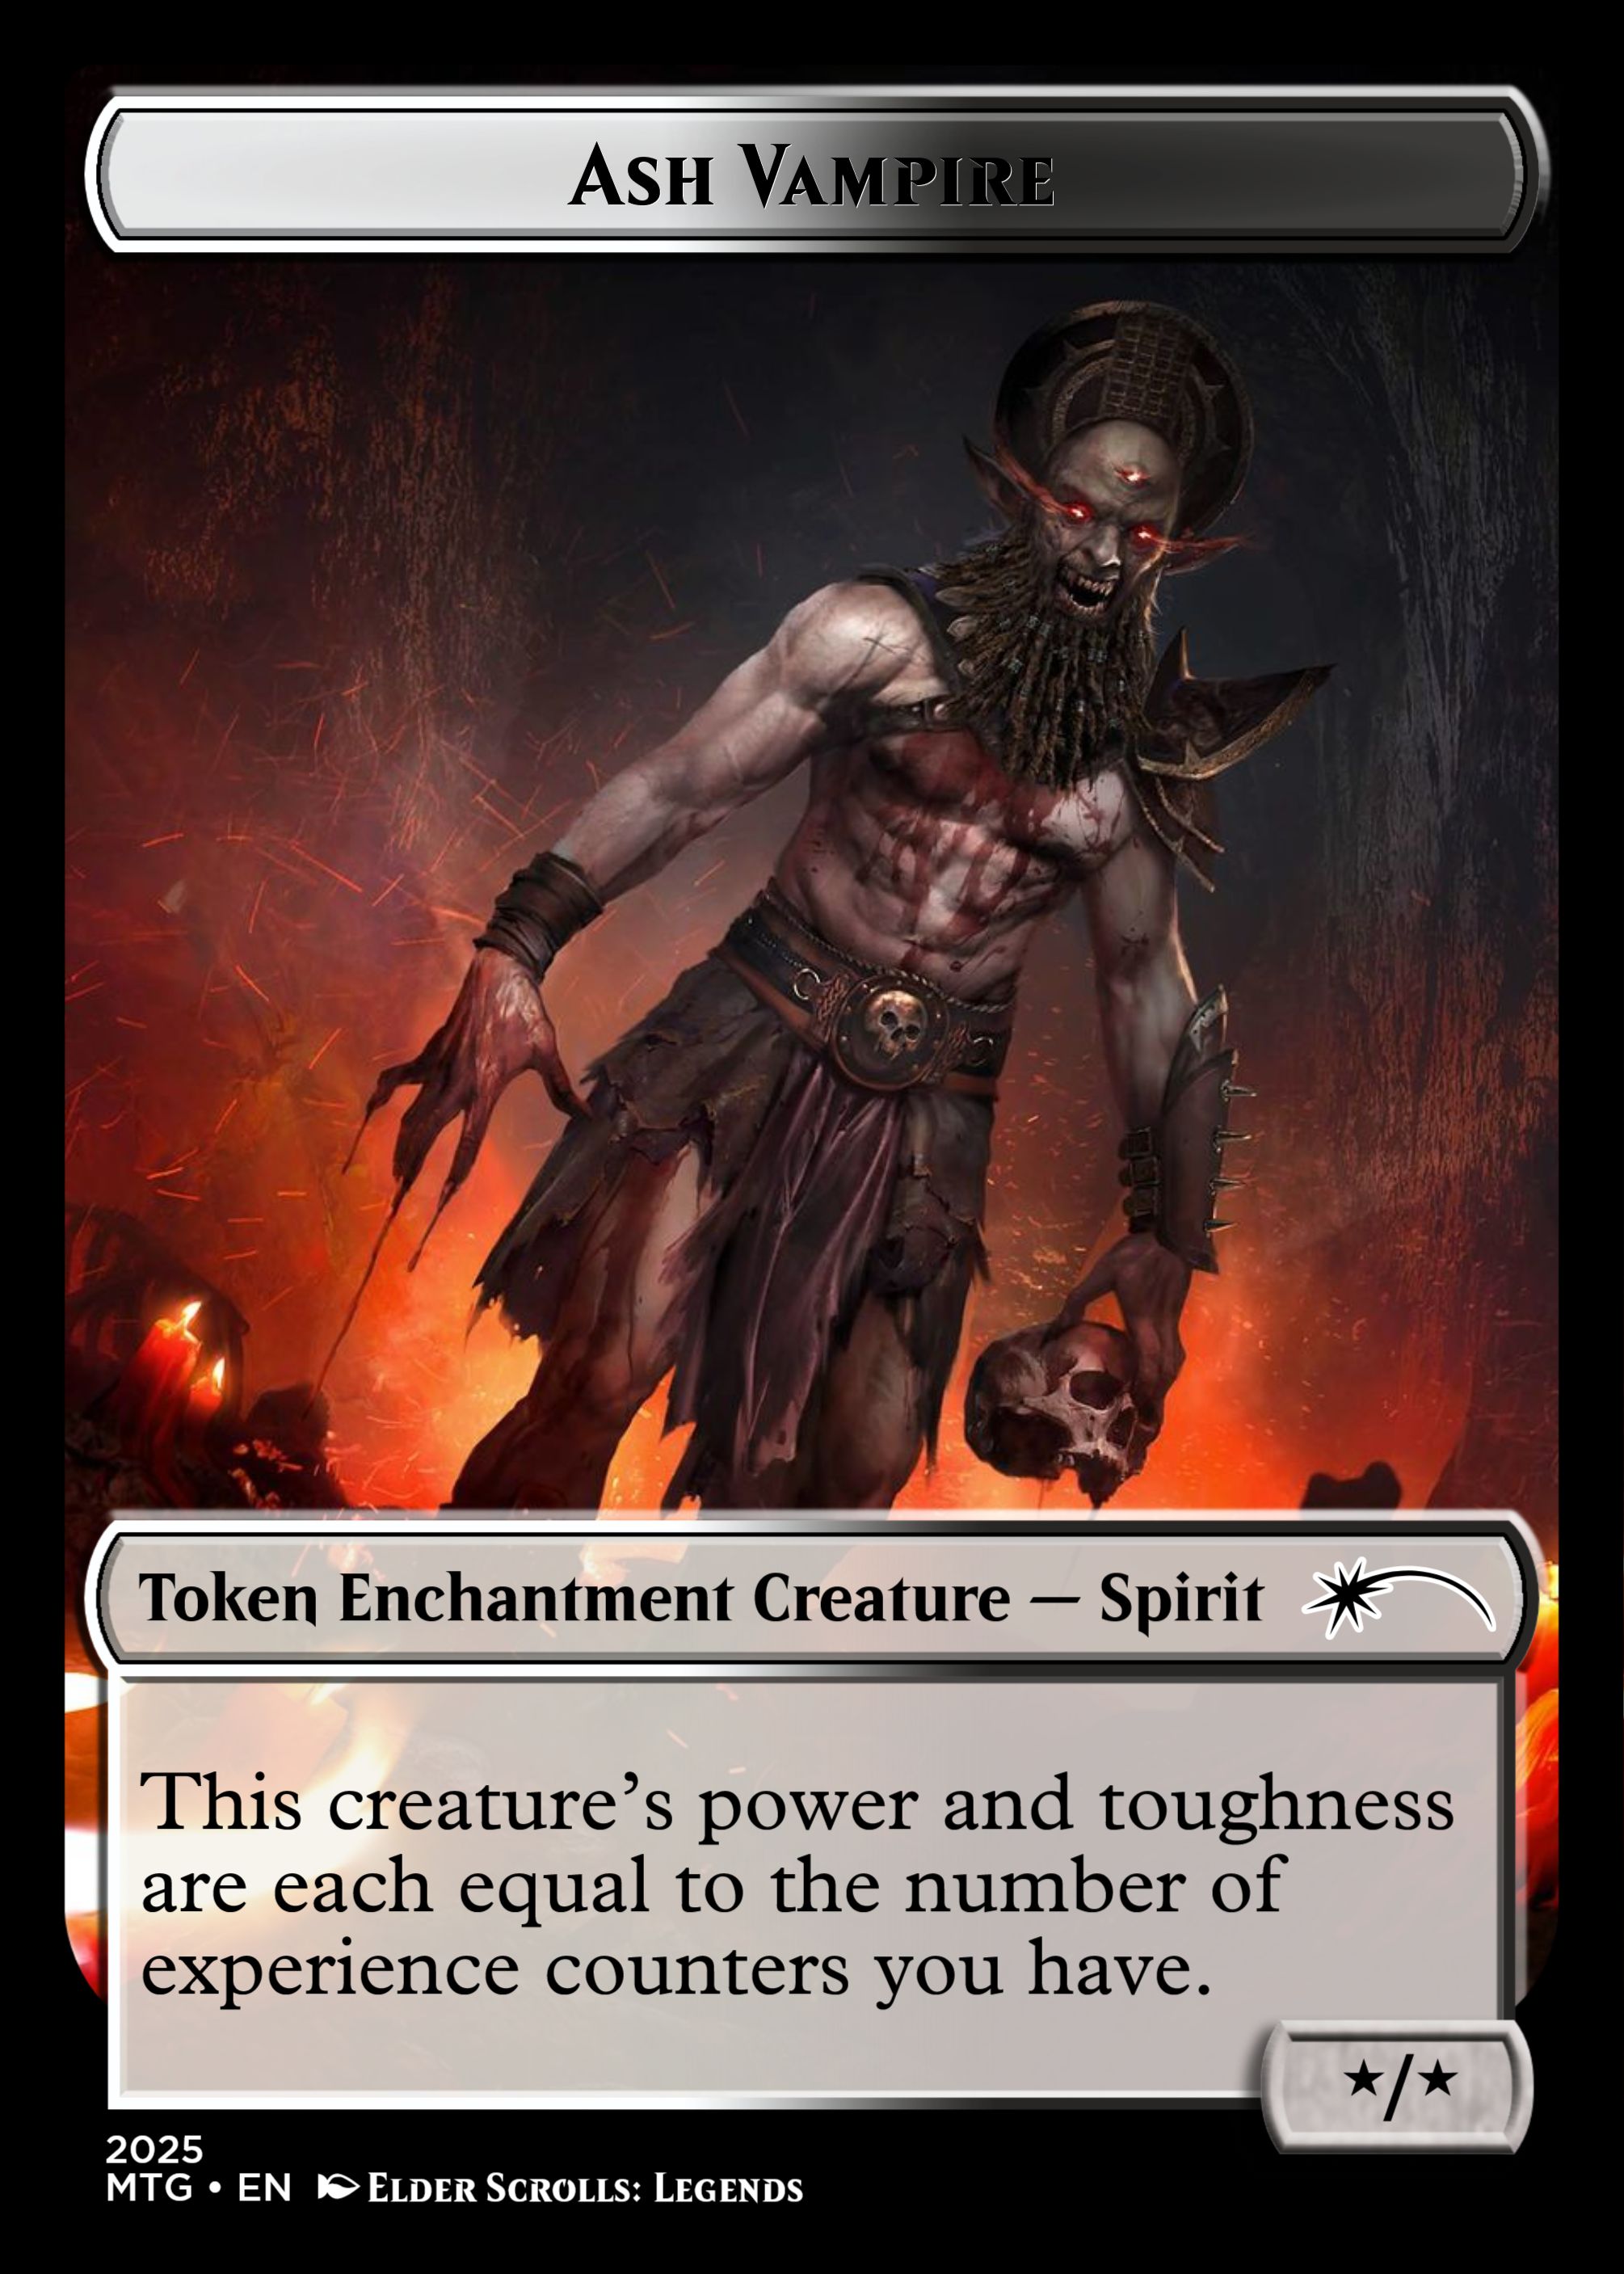 Ash Vampire
Token Enchantment Creature — Spirit
This creature’s power and toughness
are each equal to the number of
experience counters you have.
★/★
2025
MTG • EN Elder Scrolls: Legends